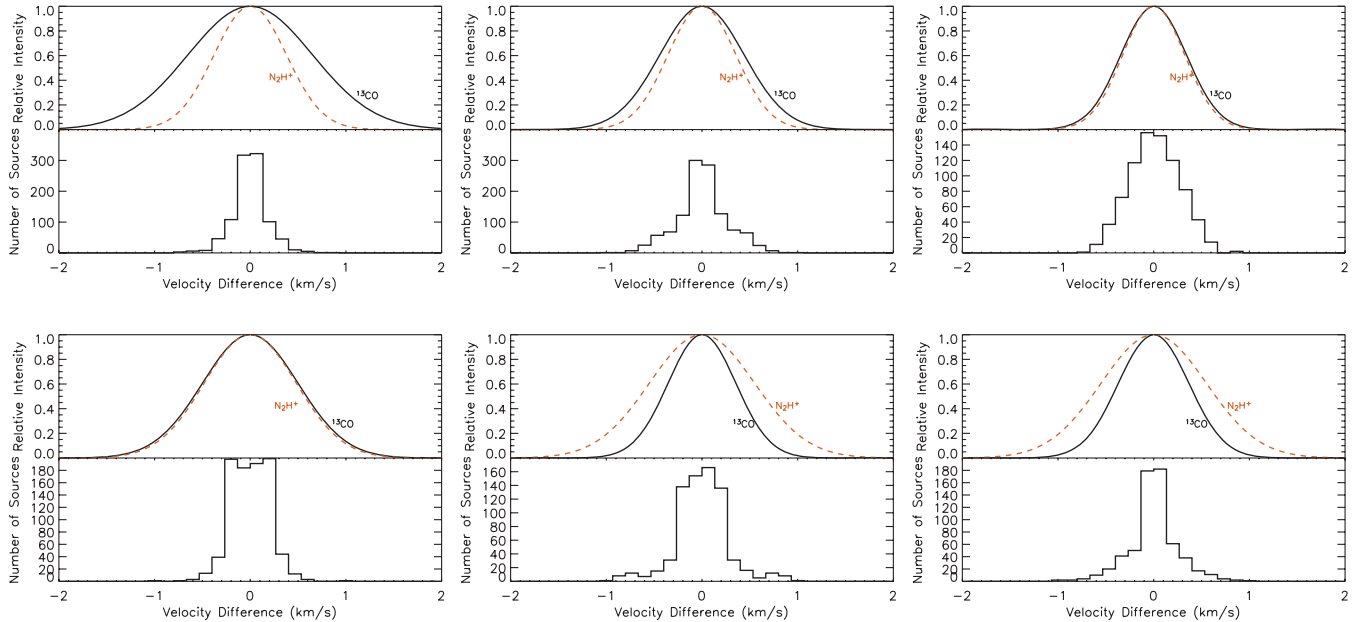 Relative Intensity
1.0
0.8
0.6
0.4
0.2
0.0
N₂H⁺
¹³CO
Number of Sources
300
200
100
0
-2 -1 0 1 2
Velocity Difference (km/s)
Relative Intensity
1.0
0.8
0.6
0.4
0.2
0.0
N₂H⁺
¹³CO
Number of Sources
300
200
100
0
-2 -1 0 1 2
Velocity Difference (km/s)
Relative Intensity
1.0
0.8
0.6
0.4
0.2
0.0
N₂H⁺
¹³CO
Number of Sources
140
120
100
80
60
40
20
0
-2 -1 0 1 2
Velocity Difference (km/s)
Relative Intensity
1.0
0.8
0.6
0.4
0.2
0.0
N₂H⁺
¹³CO
Number of Sources
180
160
140
120
100
80
60
40
20
0
-2 -1 0 1 2
Velocity Difference (km/s)
Relative Intensity
1.0
0.8
0.6
0.4
0.2
0.0
N₂H⁺
¹³CO
Number of Sources
160
120
80
40
0
-2 -1 0 1 2
Velocity Difference (km/s)
Relative Intensity
1.0
0.8
0.6
0.4
0.2
0.0
N₂H⁺
¹³CO
Number of Sources
180
160
140
120
100
80
60
40
20
0
-2 -1 0 1 2
Velocity Difference (km/s)